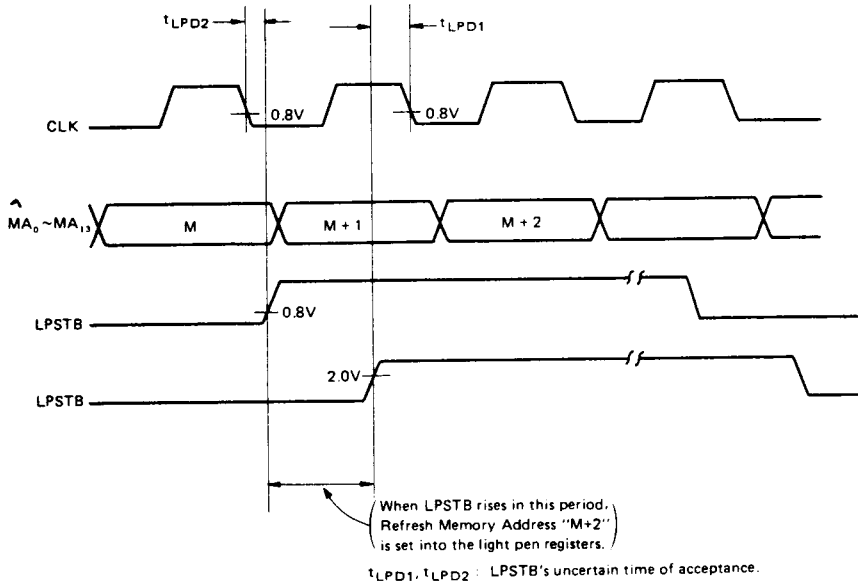 tLPD2
tLPD1
0.8V
0.8V
CLK
MA0~MA13
M
M + 1
M + 2
0.8V
LPSTB
2.0V
LPSTB
When LPSTB rises in this period,
Refresh Memory Address "M+2"
is set into the light pen registers.
tLPD1, tLPD2 : LPSTB's uncertain time of acceptance.